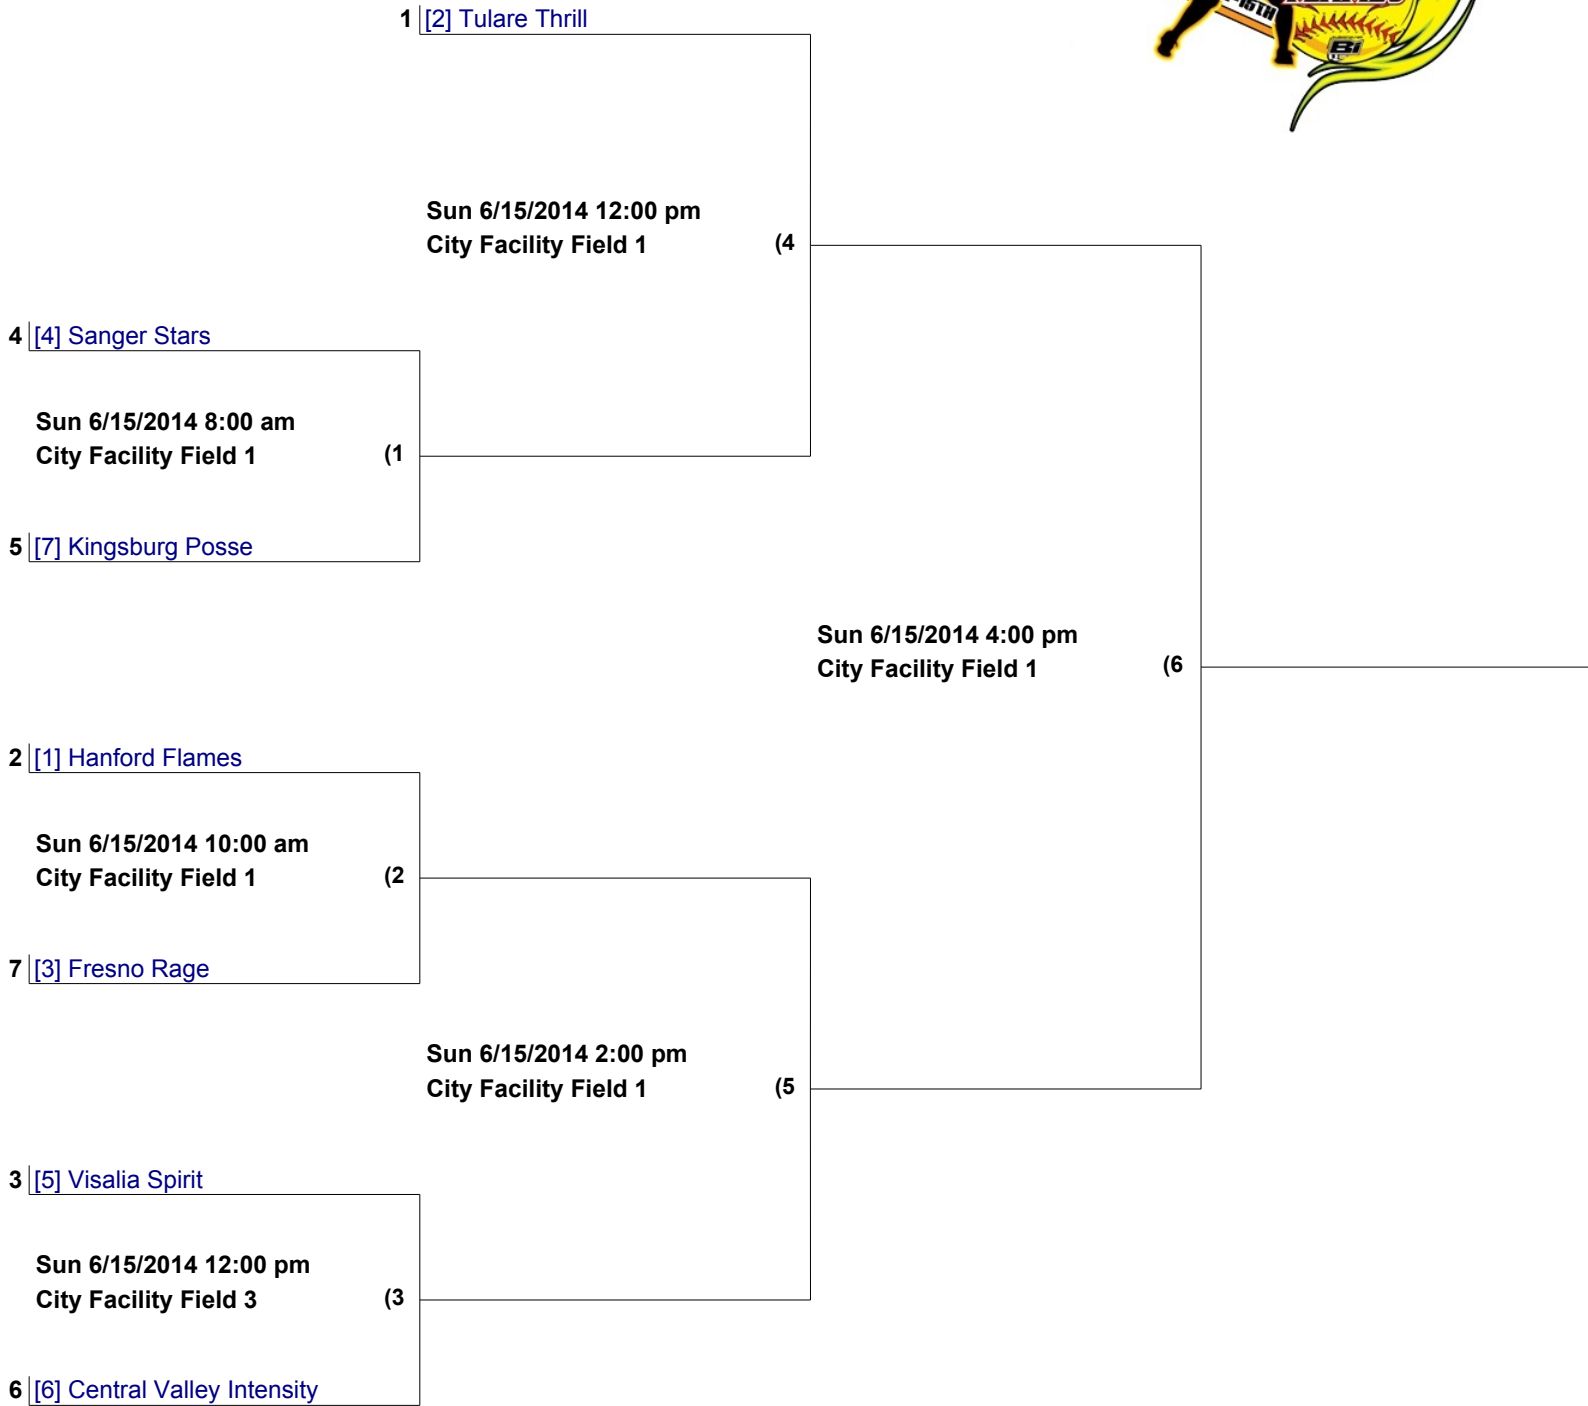 1 [2] Tulare Thrill
15TH
Bi
Sun 6/15/2014 12:00 pm
City Facility Field 1 (4
4 [4] Sanger Stars
Sun 6/15/2014 8:00 am
City Facility Field 1 (1
5 [7] Kingsburg Posse
Sun 6/15/2014 4:00 pm
City Facility Field 1 (6
2 [1] Hanford Flames
Sun 6/15/2014 10:00 am
City Facility Field 1 (2
7 [3] Fresno Rage
Sun 6/15/2014 2:00 pm
City Facility Field 1 (5
3 [5] Visalia Spirit
Sun 6/15/2014 12:00 pm
City Facility Field 3 (3
6 [6] Central Valley Intensity